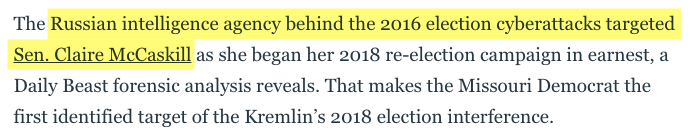 The Russian intelligence agency behind the 2016 election cyberattacks targeted
Sen. Claire McCaskill as she began her 2018 re-election campaign in earnest, a
Daily Beast forensic analysis reveals. That makes the Missouri Democrat the
first identified target of the Kremlin’s 2018 election interference.